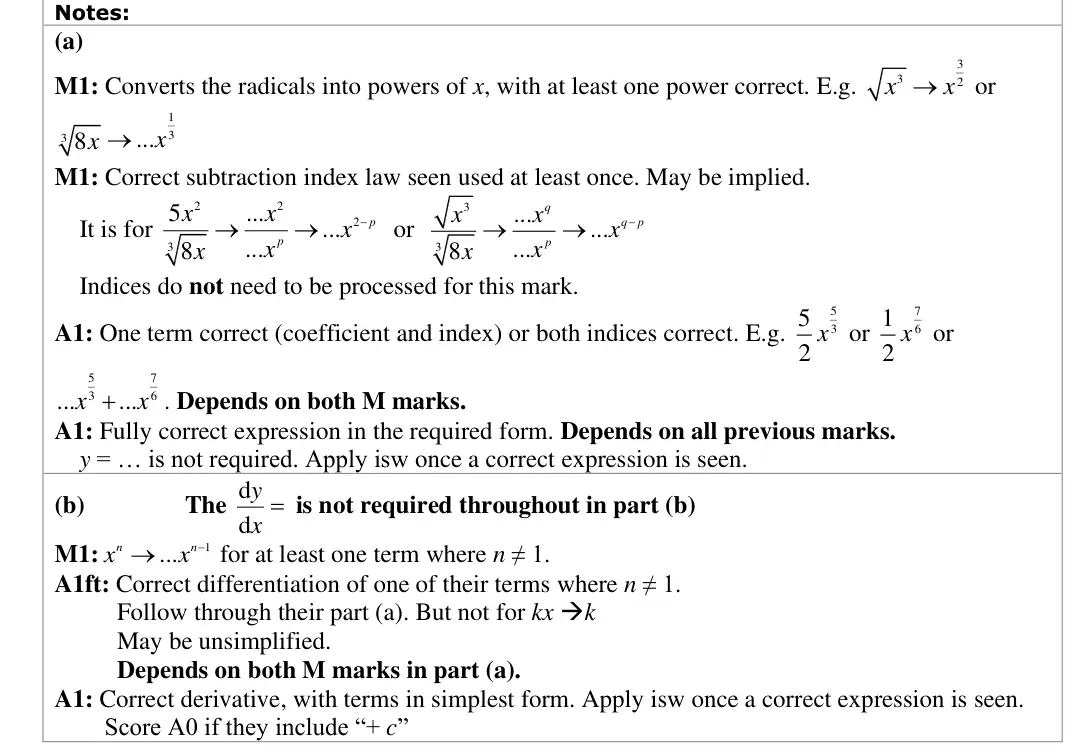 Notes:
(a)
M1: Converts the radicals into powers of x, with at least one power correct. E.g. √(x³) → x^(3/2) or
∛(8x) → ...x^(1/3)
M1: Correct subtraction index law seen used at least once. May be implied.
It is for 5x²/∛(8x) → ...x²/...x^p → ...x^(2−p) or √(x³)/∛(8x) → ...x^q/...x^p → ...x^(q−p)
Indices do not need to be processed for this mark.
A1: One term correct (coefficient and index) or both indices correct. E.g. 5/2 x^(5/3) or 1/2 x^(7/6) or
...x^(5/3) + ...x^(7/6) . Depends on both M marks.
A1: Fully correct expression in the required form. Depends on all previous marks.
y = … is not required. Apply isw once a correct expression is seen.
(b) The dy/dx = is not required throughout in part (b)
M1: x^n → ...x^(n−1) for at least one term where n ≠ 1.
A1ft: Correct differentiation of one of their terms where n ≠ 1.
Follow through their part (a). But not for kx →k
May be unsimplified.
Depends on both M marks in part (a).
A1: Correct derivative, with terms in simplest form. Apply isw once a correct expression is seen.
Score A0 if they include “+ c”